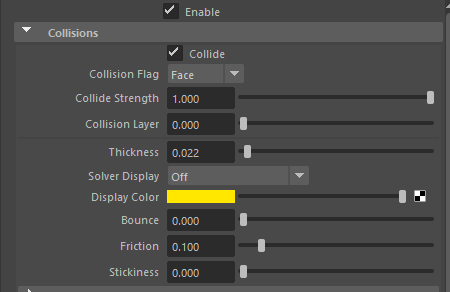 Enable
Collisions
Collide
Collision Flag Face
Collide Strength 1.000
Collision Layer 0.000
Thickness 0.022
Solver Display Off
Display Color
Bounce 0.000
Friction 0.100
Stickiness 0.000